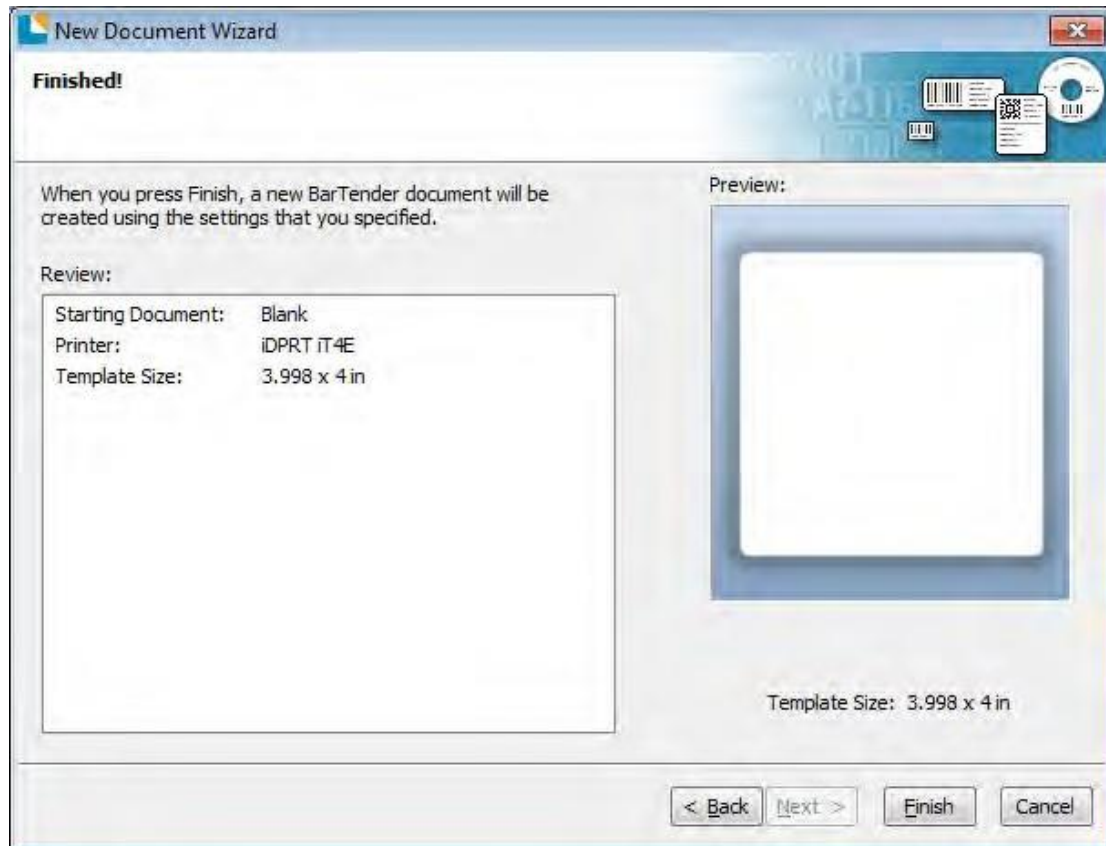 New Document Wizard
Finished!
When you press Finish, a new BarTender document will be
created using the settings that you specified.
Preview:
Review:
Starting Document: Blank
Printer: iDPRT iT4E
Template Size: 3.998 x 4 in
Template Size: 3.998 x 4 in
< Back Next > Finish Cancel